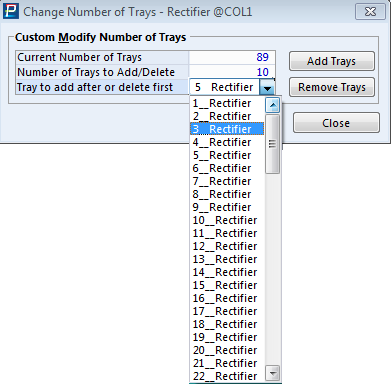 Change Number of Trays - Rectifier @COL1
Custom Modify Number of Trays
Current Number of Trays 89
Number of Trays to Add/Delete 10
Tray to add after or delete first 5__Rectifier
Add Trays
Remove Trays
Close
1__Rectifier
2__Rectifier
3__Rectifier
4__Rectifier
5__Rectifier
6__Rectifier
7__Rectifier
8__Rectifier
9__Rectifier
10__Rectifier
11__Rectifier
12__Rectifier
13__Rectifier
14__Rectifier
15__Rectifier
16__Rectifier
17__Rectifier
18__Rectifier
19__Rectifier
20__Rectifier
21__Rectifier
22__Rectifier